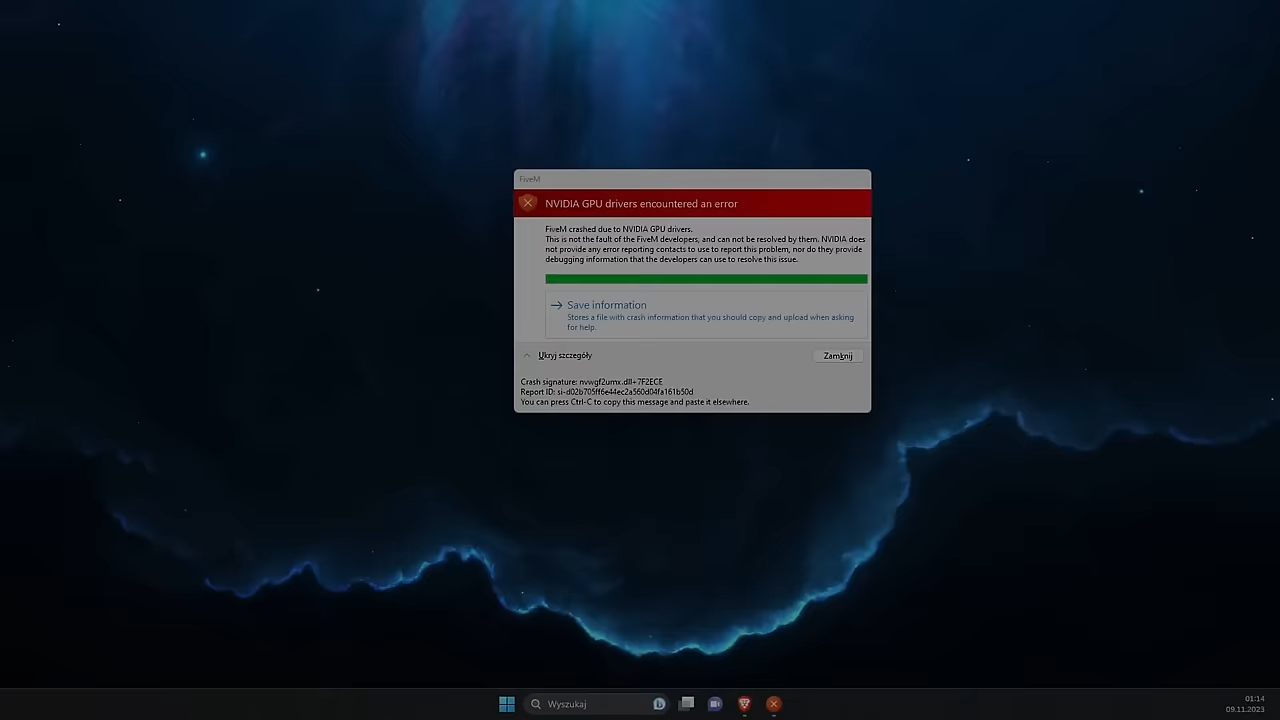 FiveM
NVIDIA GPU drivers encountered an error
FiveM crashed due to NVIDIA GPU drivers.
This is not the fault of the FiveM developers, and can not be resolved by them. NVIDIA does
not provide any error reporting contacts to use to report this problem, nor do they provide
debugging information that the developers can use to resolve this issue.
Save information
Stores a file with crash information that you should copy and upload when asking
for help.
Ukryj szczegóły
Zamknij
Crash signature: nvwgf2umx.dll+7F2ECE
Report ID: si-d02b705ff6e44ec2a560d04fa161b50d
You can press Ctrl-C to copy this message and paste it elsewhere.
Wyszukaj
01:14
09.11.2023